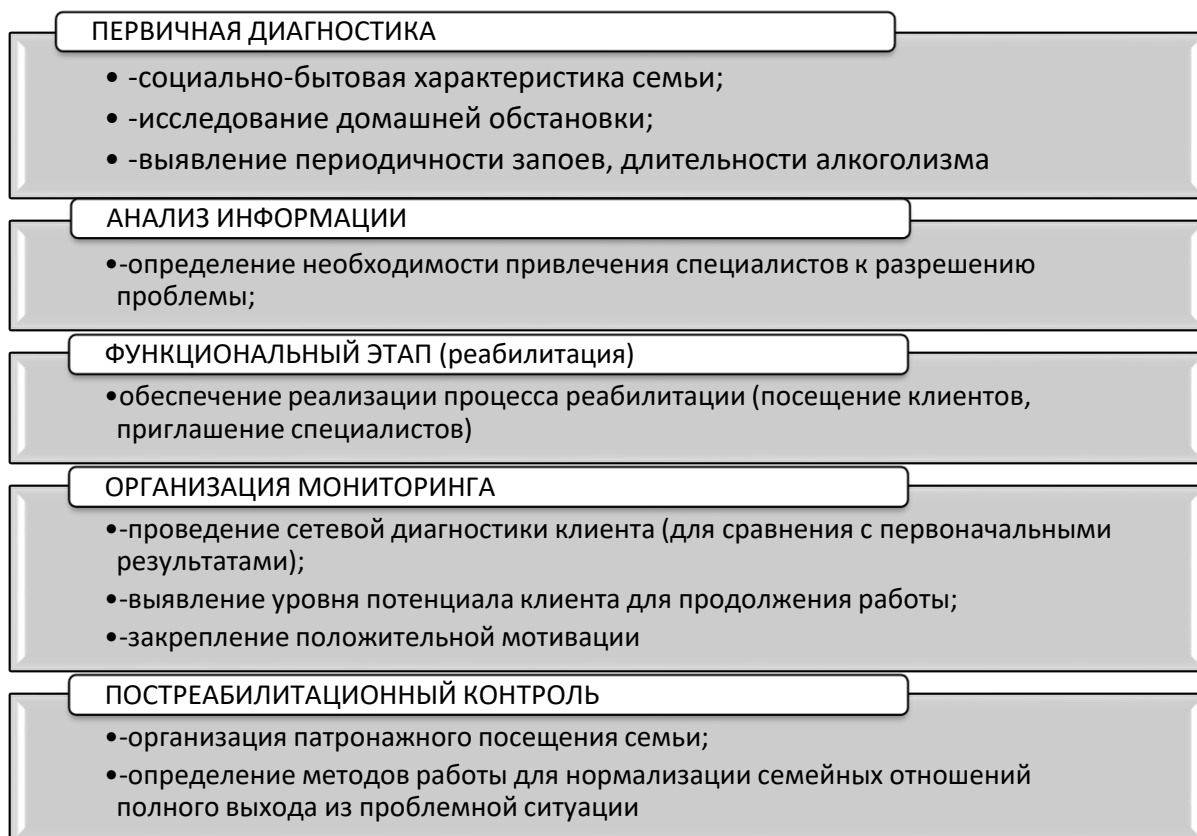 ПЕРВИЧНАЯ ДИАГНОСТИКА
• -социально-бытовая характеристика семьи;
• -исследование домашней обстановки;
• -выявление периодичности запоев, длительности алкоголизма
АНАЛИЗ ИНФОРМАЦИИ
•-определение необходимости привлечения специалистов к разрешению
проблемы;
ФУНКЦИОНАЛЬНЫЙ ЭТАП (реабилитация)
•обеспечение реализации процесса реабилитации (посещение клиентов,
приглашение специалистов)
ОРГАНИЗАЦИЯ МОНИТОРИНГА
•-проведение сетевой диагностики клиента (для сравнения с первоначальными
результатами);
•-выявление уровня потенциала клиента для продолжения работы;
•-закрепление положительной мотивации
ПОСТРЕАБИЛИТАЦИОННЫЙ КОНТРОЛЬ
•-организация патронажного посещения семьи;
•-определение методов работы для нормализации семейных отношений
полного выхода из проблемной ситуации